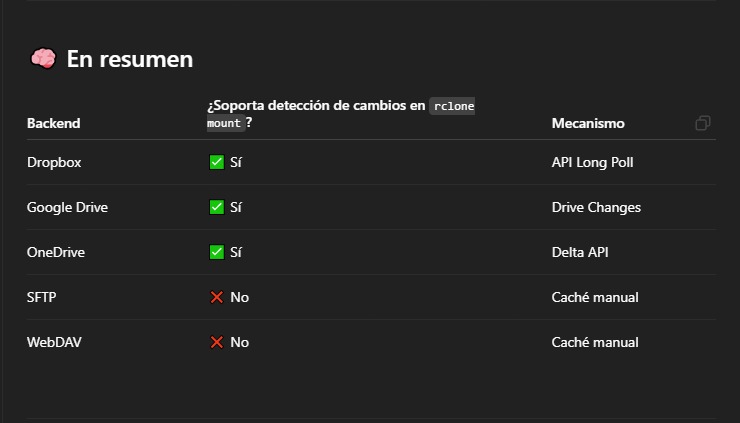 🧠 En resumen
Backend ¿Soporta detección de cambios en rclone mount? Mecanismo
Dropbox ✅ Sí API Long Poll
Google Drive ✅ Sí Drive Changes
OneDrive ✅ Sí Delta API
SFTP ❌ No Caché manual
WebDAV ❌ No Caché manual